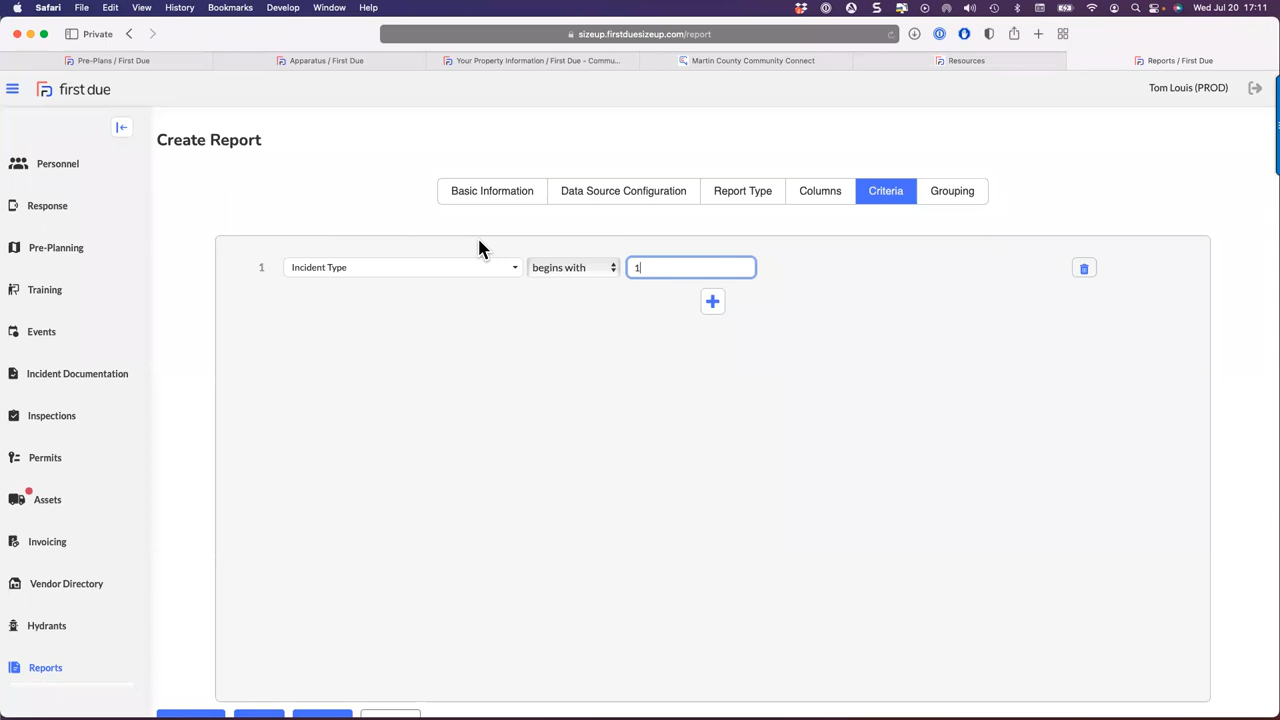 Safari File Edit View History Bookmarks Develop Window Help Wed Jul 20 17:11
Private sizeup.firstduesizeup.com/report
Pre-Plans / First Due Apparatus / First Due Your Property Information / First Due - Commu... Martin County Community Connect Resources Reports / First Due
first due Tom Louis (PROD)
Create Report
Personnel
Basic Information Data Source Configuration Report Type Columns Criteria Grouping
Response
Pre-Planning
1 Incident Type begins with 1
Training
Events
Incident Documentation
Inspections
Permits
Assets
Invoicing
Vendor Directory
Hydrants
Reports